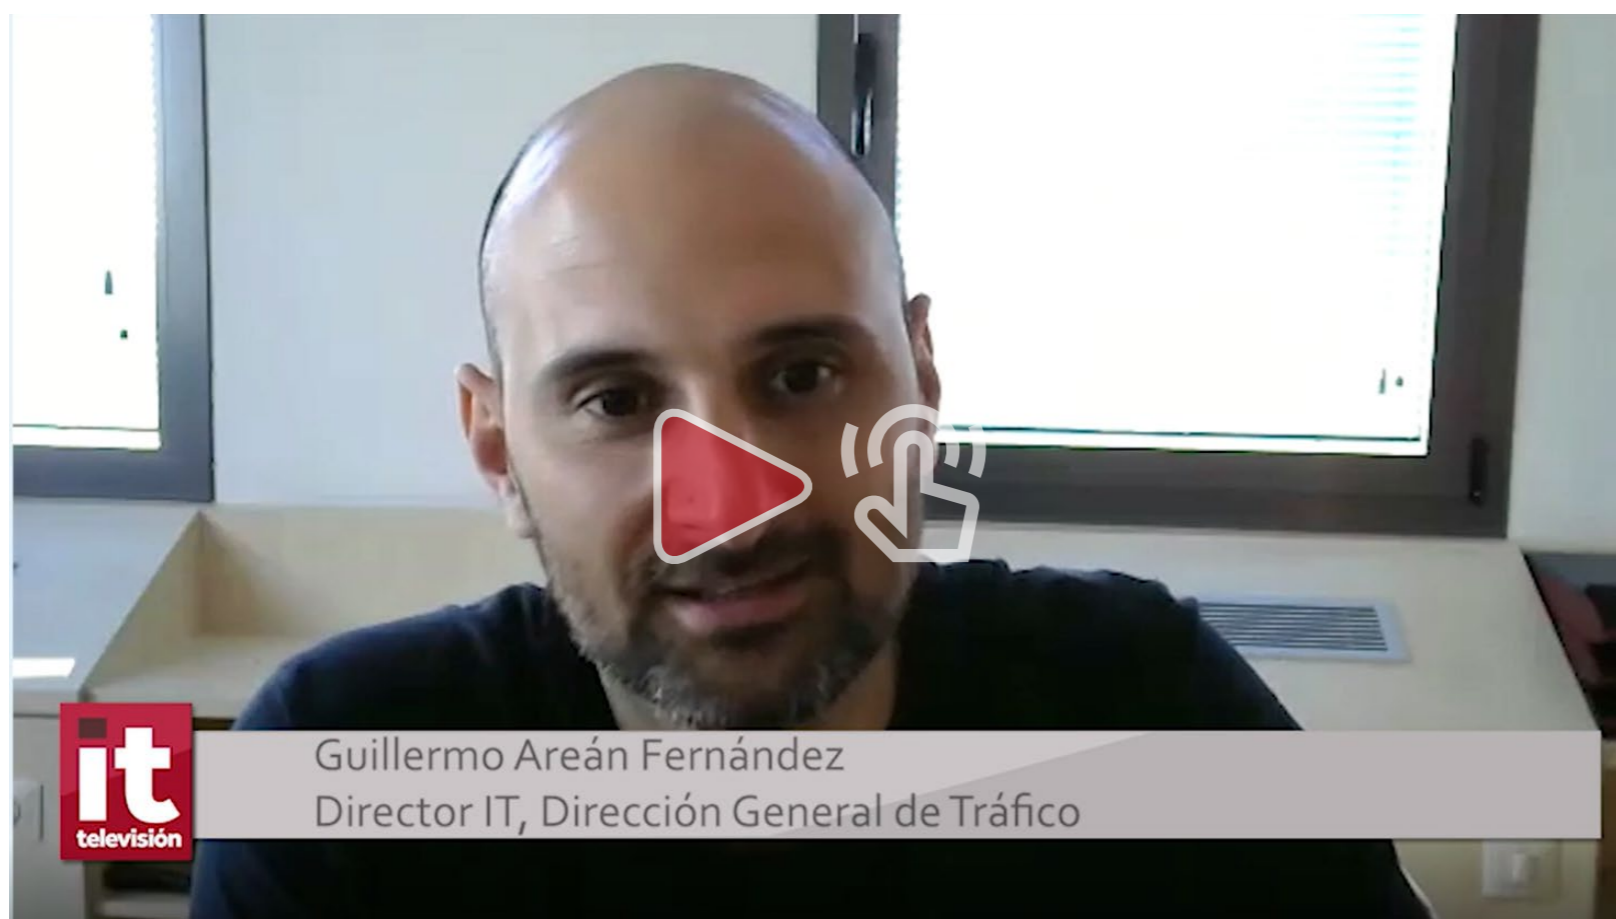 Guillermo Areán Fernández
Director IT, Dirección General de Tráfico
it
televisión